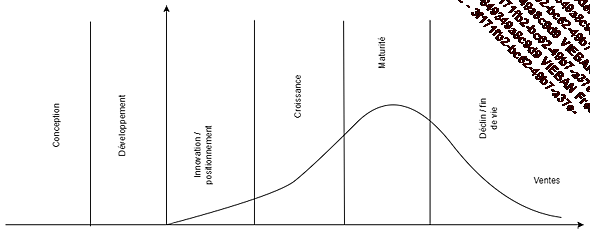 Conception
Développement
Innovation /
positionnement
Croissance
Maturité
Déclin / fin
de vie
Ventes